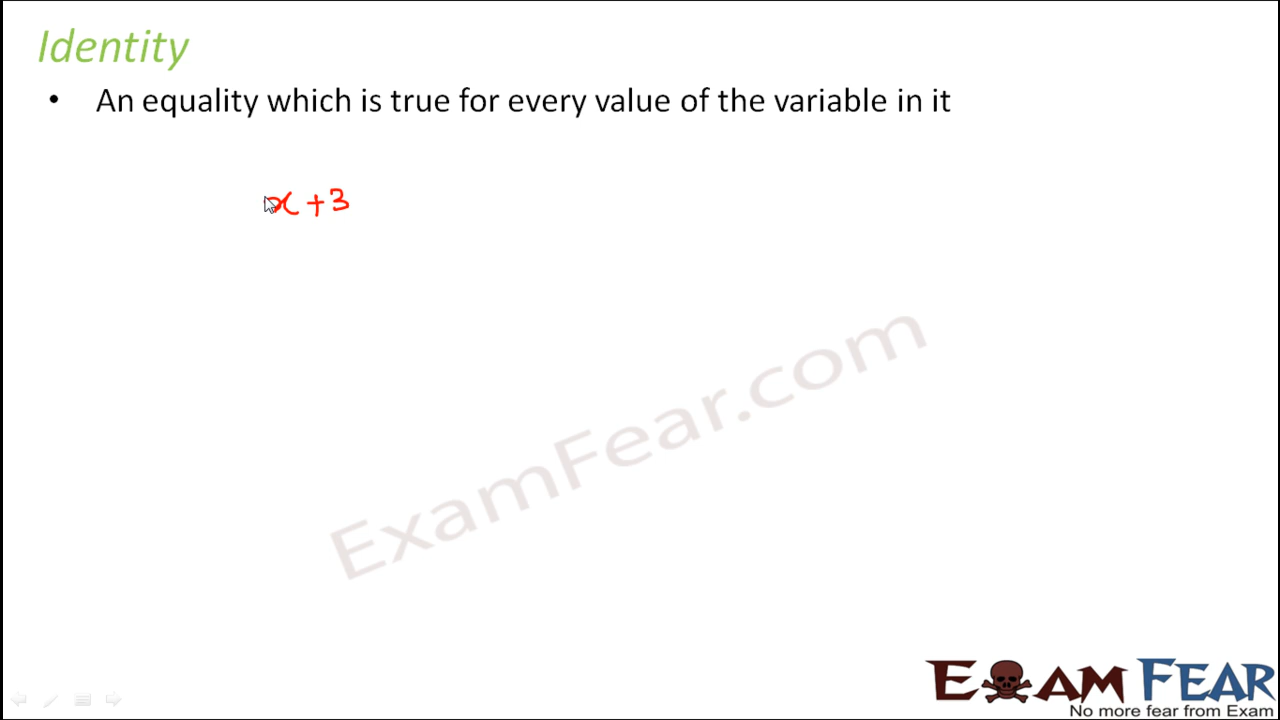 Identity
• An equality which is true for every value of the variable in it
x + 3
ExamFear.com
EXAM FEAR
No more fear from Exam